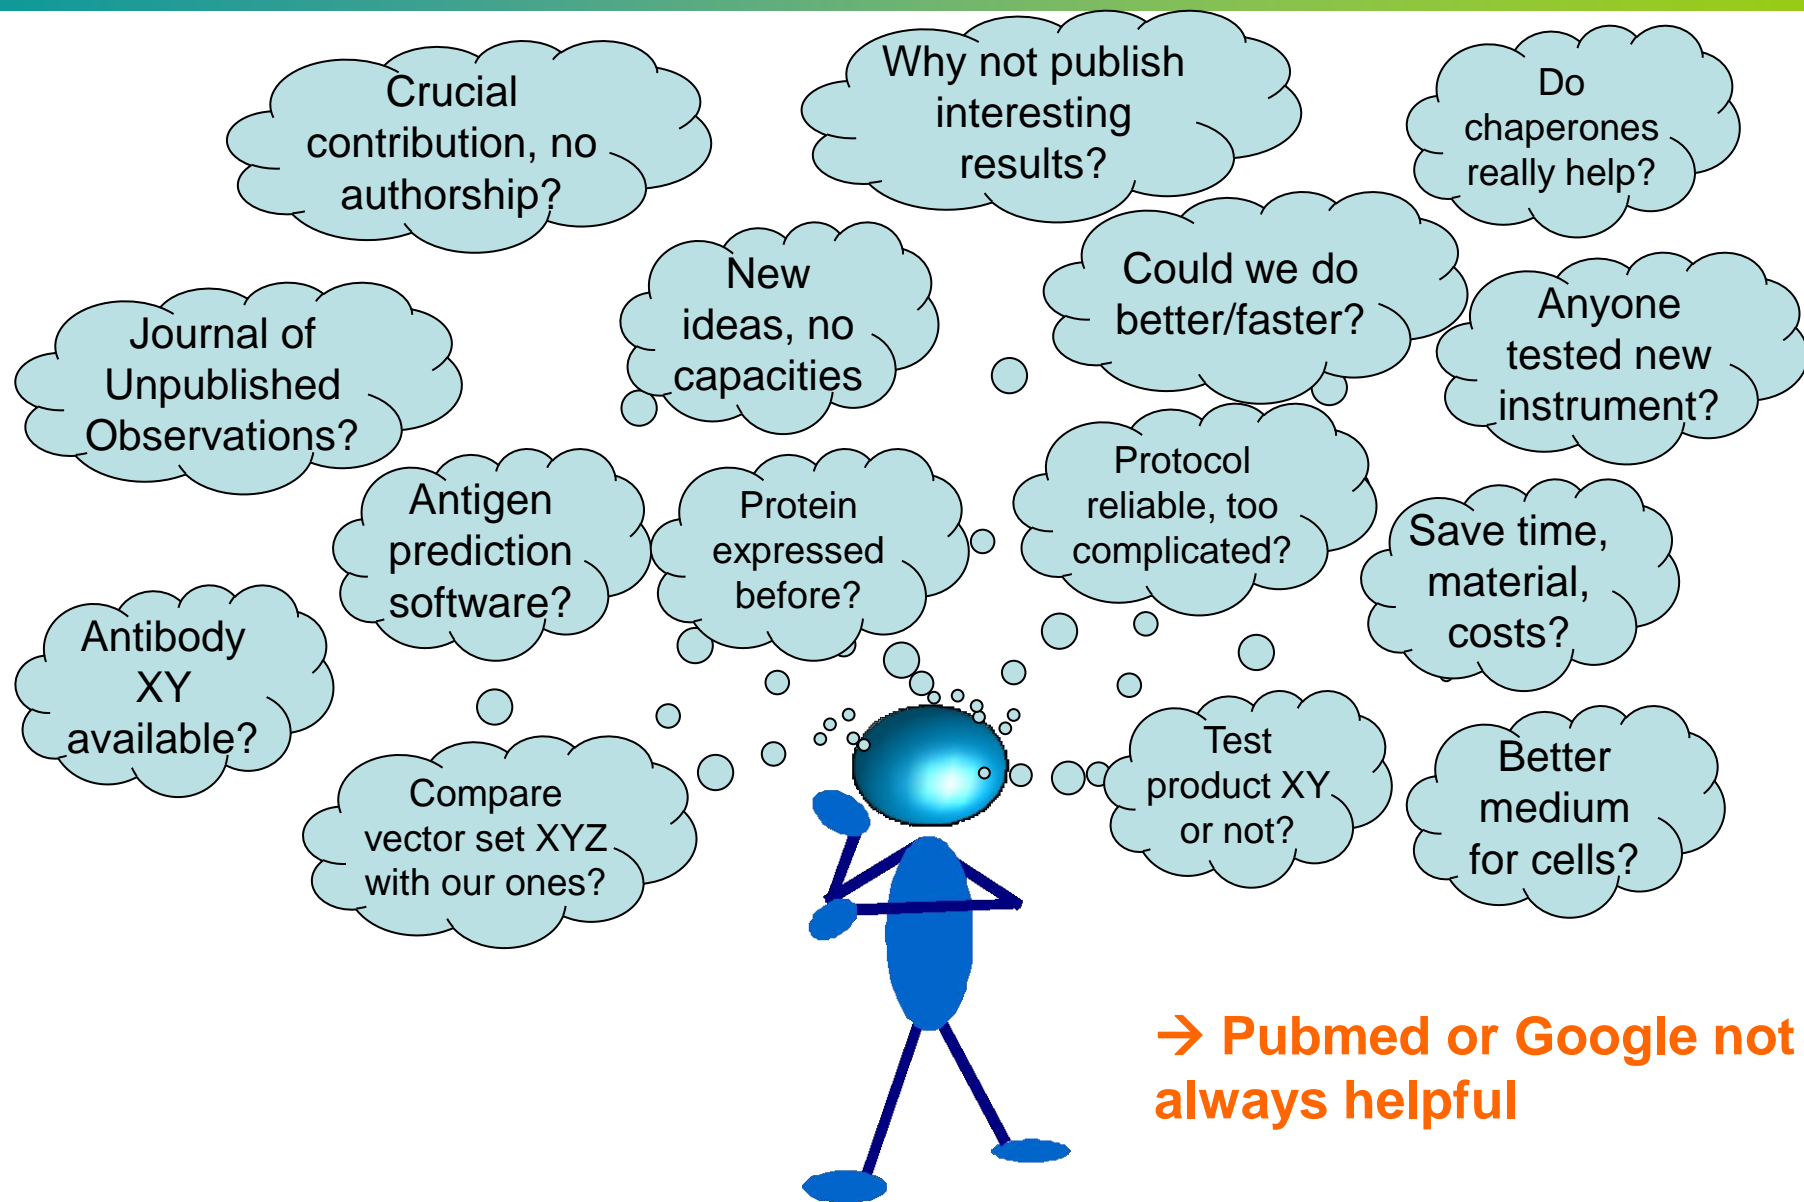 Crucial
contribution, no
authorship?
Why not publish
interesting
results?
Do
chaperones
really help?
New
ideas, no
capacities
Could we do
better/faster?
Anyone
tested new
instrument?
Journal of
Unpublished
Observations?
Antigen
prediction
software?
Protein
expressed
before?
Protocol
reliable, too
complicated?
Save time,
material,
costs?
Antibody
XY
available?
Compare
vector set XYZ
with our ones?
Test
product XY
or not?
Better
medium
for cells?
→ Pubmed or Google not
always helpful